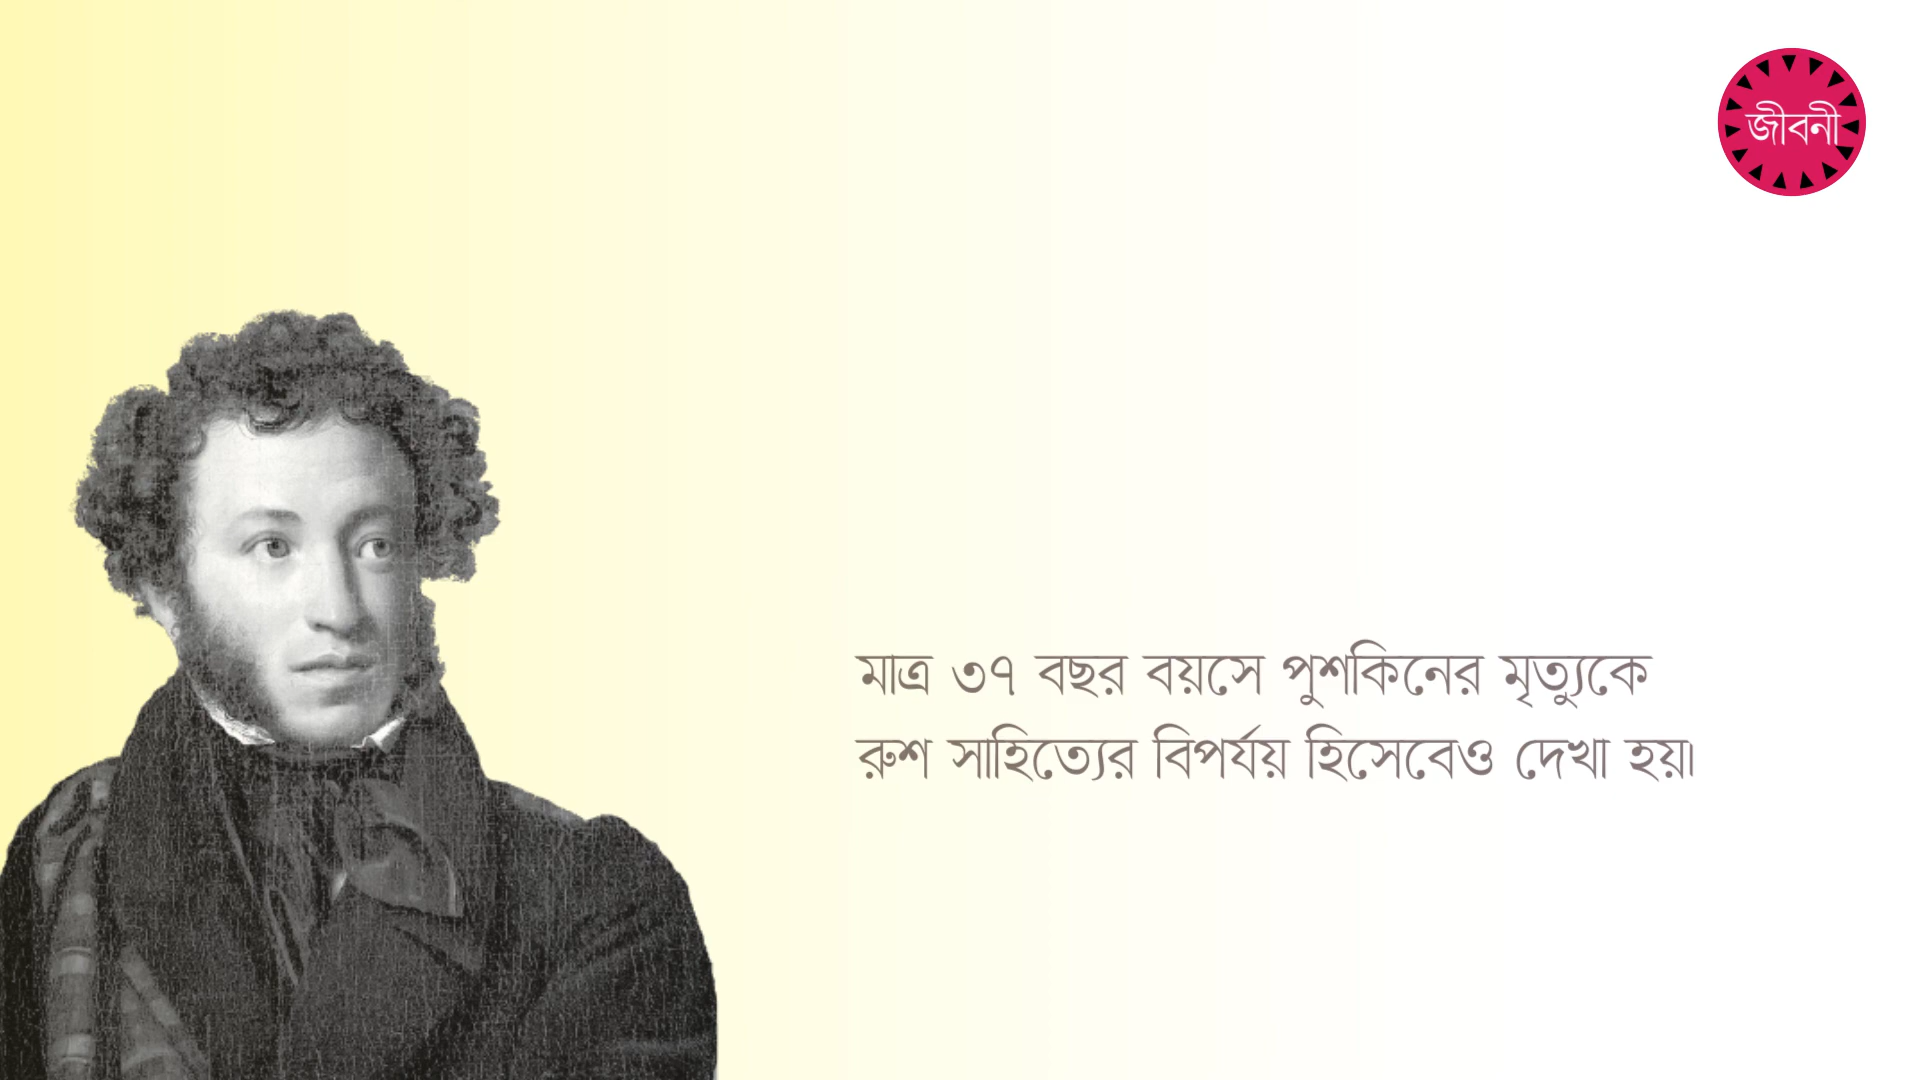 জীবনী
মাত্র ৩৭ বছর বয়সে পুশকিনের মৃত্যুকে
রুশ সাহিত্যের বিপর্যয় হিসেবেও দেখা হয়।